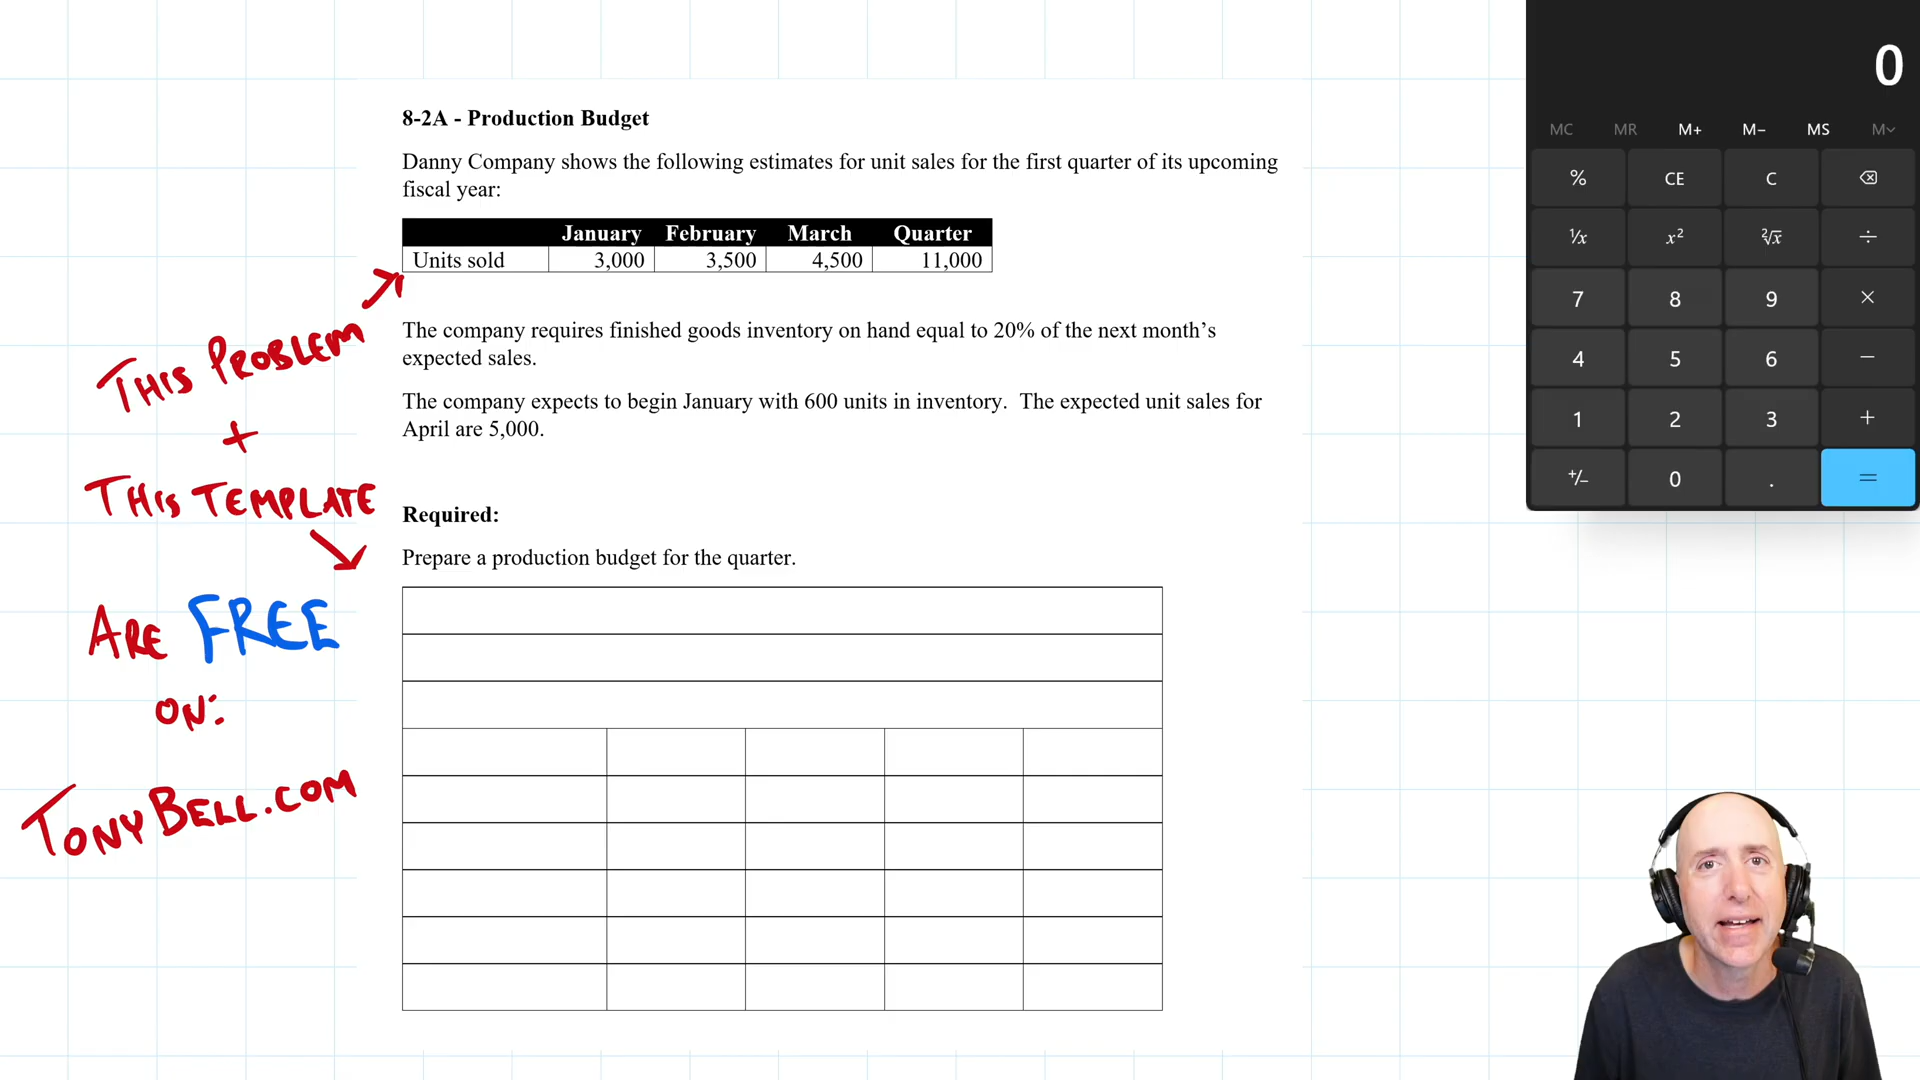 8-2A - Production Budget
Danny Company shows the following estimates for unit sales for the first quarter of its upcoming
fiscal year:
January February March Quarter
Units sold 3,000 3,500 4,500 11,000
The company requires finished goods inventory on hand equal to 20% of the next month's
expected sales.
The company expects to begin January with 600 units in inventory. The expected unit sales for
April are 5,000.
Required:
Prepare a production budget for the quarter.
THIS PROBLEM
+
THIS TEMPLATE
ARE FREE
ON:
TONYBELL.COM
0
MC MR M+ M− MS M˅
% CE C ⌫
⅟x x² ²√x ÷
7 8 9 ×
4 5 6 −
1 2 3 +
⁺/₋ 0 . =